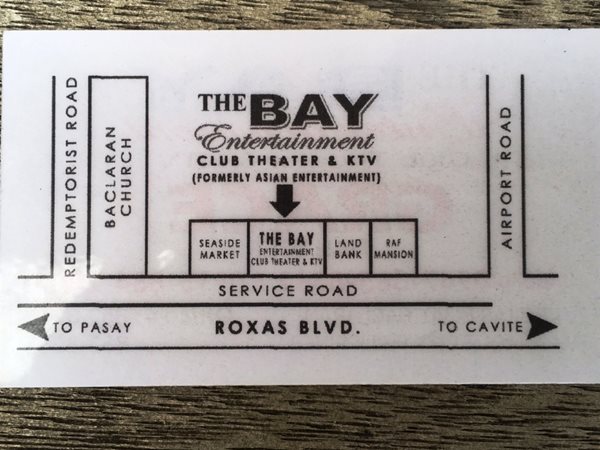 THE BAY
Entertainment
CLUB THEATER & KTV
(FORMERLY ASIAN ENTERTAINMENT)
REDEMPTORIST ROAD
BACLARAN
CHURCH
SEASIDE
MARKET
THE BAY
ENTERTAINMENT
CLUB THEATER & KTV
LAND
BANK
RAF
MANSION
AIRPORT ROAD
SERVICE ROAD
TO PASAY
ROXAS BLVD.
TO CAVITE